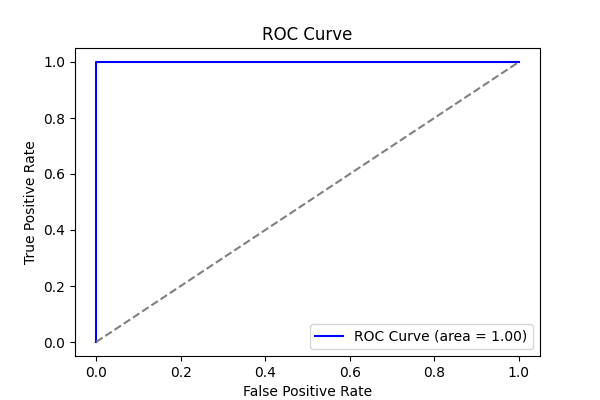 ROC Curve
True Positive Rate
1.0
0.8
0.6
0.4
0.2
0.0
ROC Curve (area = 1.00)
0.0 0.2 0.4 0.6 0.8 1.0
False Positive Rate